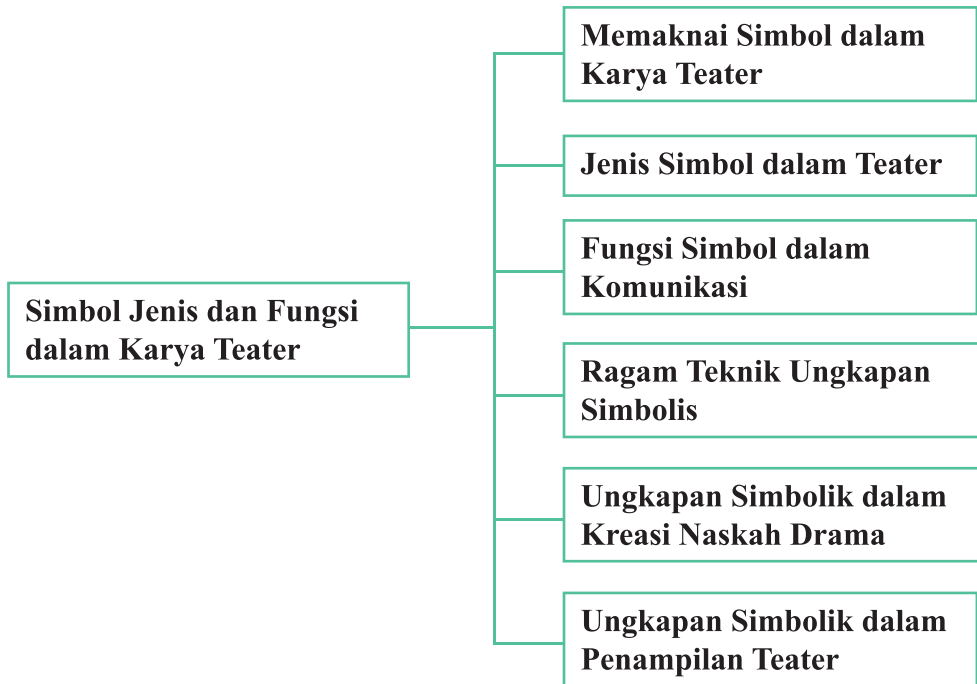 Memaknai Simbol dalam
Karya Teater
Jenis Simbol dalam Teater
Fungsi Simbol dalam
Komunikasi
Simbol Jenis dan Fungsi
dalam Karya Teater
Ragam Teknik Ungkapan
Simbolis
Ungkapan Simbolik dalam
Kreasi Naskah Drama
Ungkapan Simbolik dalam
Penampilan Teater